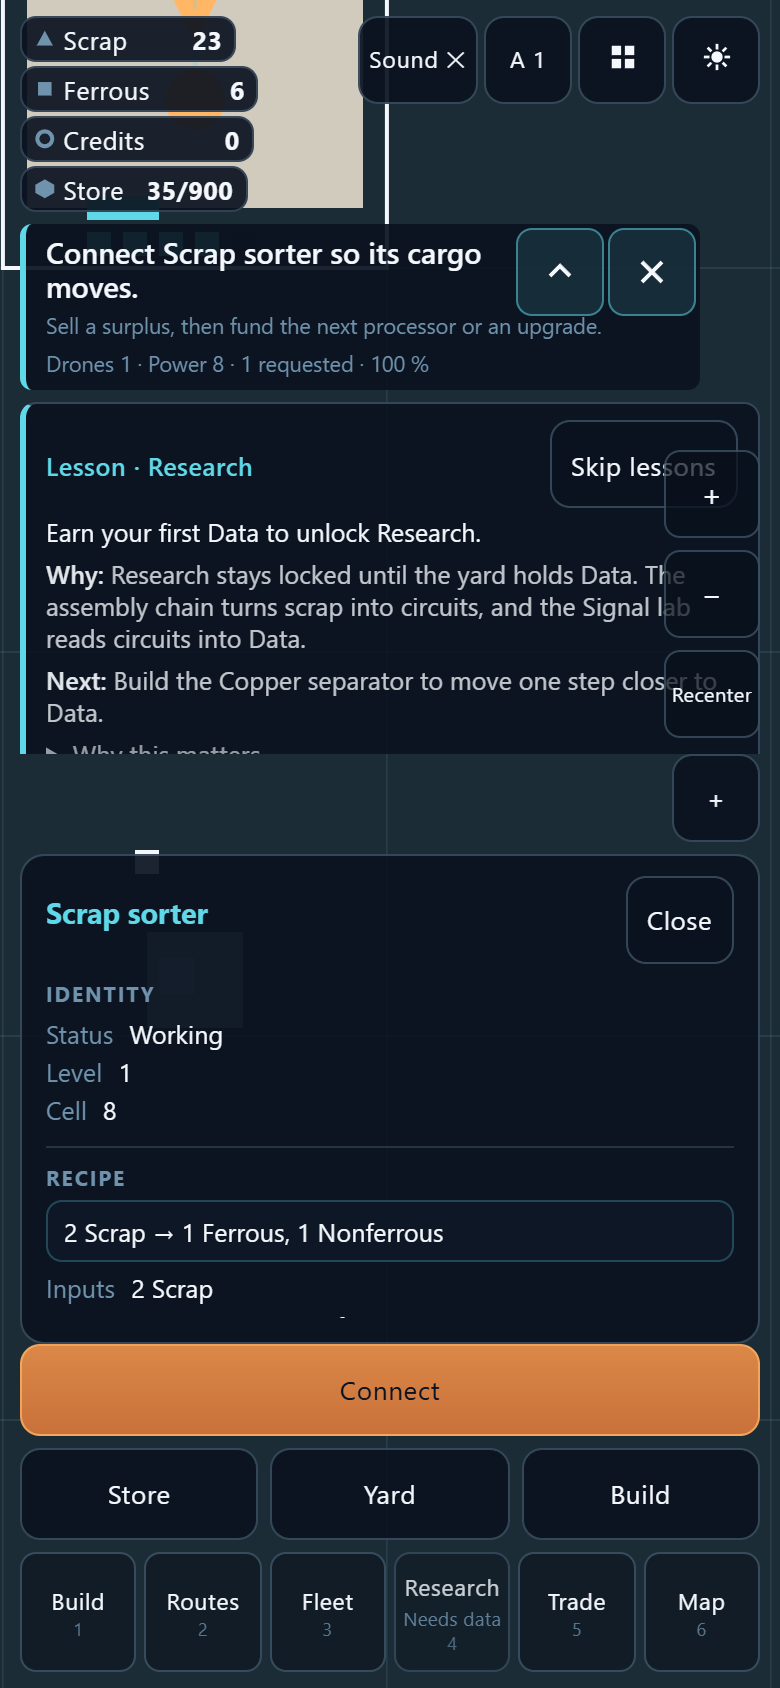 Scrap 23
Sound ✕ A 1
Ferrous 6
Credits 0
Store 35/900
Connect Scrap sorter so its cargo
moves.
Sell a surplus, then fund the next processor or an upgrade.
Drones 1 · Power 8 · 1 requested · 100 %
Lesson · Research
Skip lessons
+
Earn your first Data to unlock Research.
Why: Research stays locked until the yard holds Data. The
assembly chain turns scrap into circuits, and the Signal lab
reads circuits into Data.
−
Next: Build the Copper separator to move one step closer to
Data.
Recenter
▶ Why this matters
+
Scrap sorter
Close
IDENTITY
Status Working
Level 1
Cell 8
RECIPE
2 Scrap → 1 Ferrous, 1 Nonferrous
Inputs 2 Scrap
Connect
Store Yard Build
Build Routes Fleet Research Trade Map
Needs data
1 2 3 4 5 6